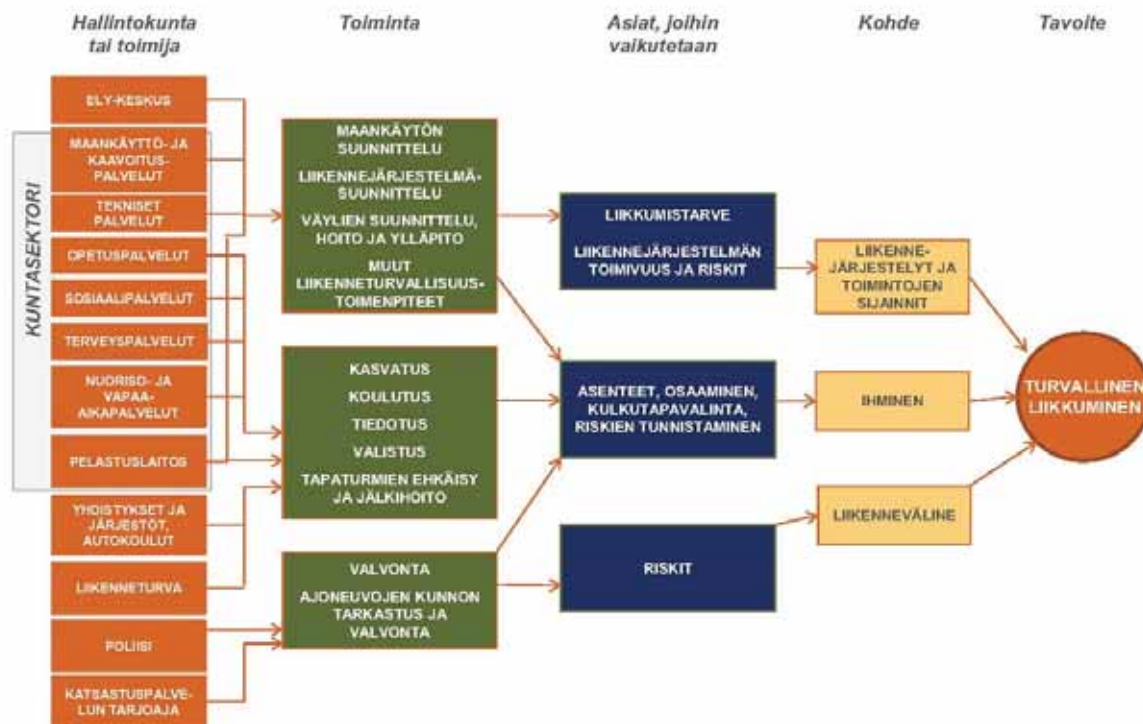 Hallintokunta
tai toimija
Toiminta
Asiat, joihin
vaikutetaan
Kohde
Tavoite
KUNTASEKTORI
ELY-KESKUS
MAANKÄYTTÖ- JA
KAAVOITUS-
PALVELUT
TEKNISET
PALVELUT
OPETUSPALVELUT
SOSIAALIPALVELUT
TERVEYSPALVELUT
NUORISO- JA
VAPAA-
AIKAPALVELUT
PELASTUSLAITOS
YHDISTYKSET JA
JÄRJESTÖT,
AUTOKOULUT
LIIKENNETURVA
POLIISI
KATSASTUSPALVE-
LUN TARJOAJA
MAANKÄYTÖN
SUUNNITTELU
LIIKENNEJÄRJESTELMÄ-
SUUNNITTELU
VÄYLIEN SUUNNITTELU,
HOITO JA YLLÄPITO
MUUT
LIIKENNETURVALLISUUS-
TOIMENPITEET
KASVATUS
KOULUTUS
TIEDOTUS
VALISTUS
TAPATURMIEN EHKÄISY
JA JÄLKIHOITO
VALVONTA
AJONEUVOJEN KUNNON
TARKASTUS JA
VALVONTA
LIIKKUMISTARVE
LIIKENNEJÄRJESTELMÄN
TOIMIVUUS JA RISKIT
ASENTEET, OSAAMINEN,
KULKUTAPAVALINTA,
RISKIEN TUNNISTAMINEN
RISKIT
LIIKENNE-
JÄRJESTELYT JA
TOIMINTOJEN
SIJAINNIT
IHMINEN
LIIKENNEVÄLINE
TURVALLINEN
LIIKKUMINEN